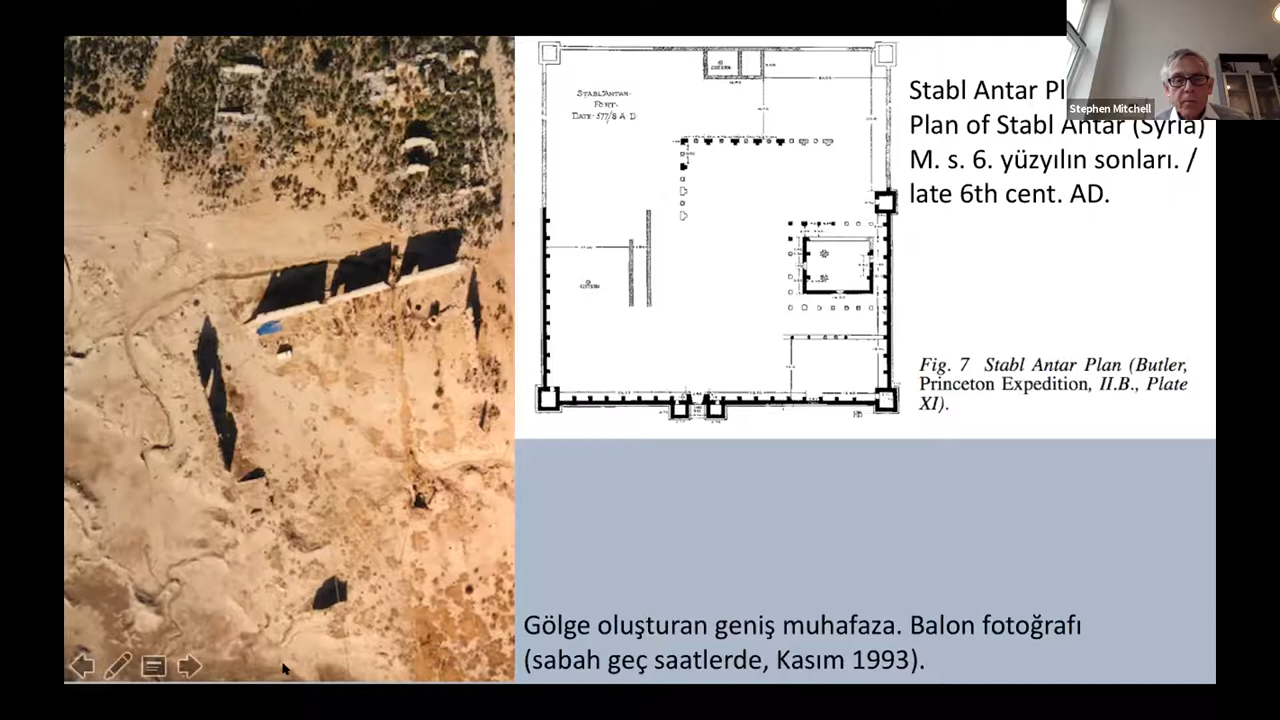 Stabl Antar Pl
Plan of Stabl Antar (Syria)
M. s. 6. yüzyılın sonları. /
late 6th cent. AD.
Stephen Mitchell
STABL·ANTAR·
FORT·
DATE·577/8 A·D·
CISTERN
CISTERN
Fig. 7 Stabl Antar Plan (Butler,
Princeton Expedition, II.B., Plate
XI).
Gölge oluşturan geniş muhafaza. Balon fotoğrafı
(sabah geç saatlerde, Kasım 1993).